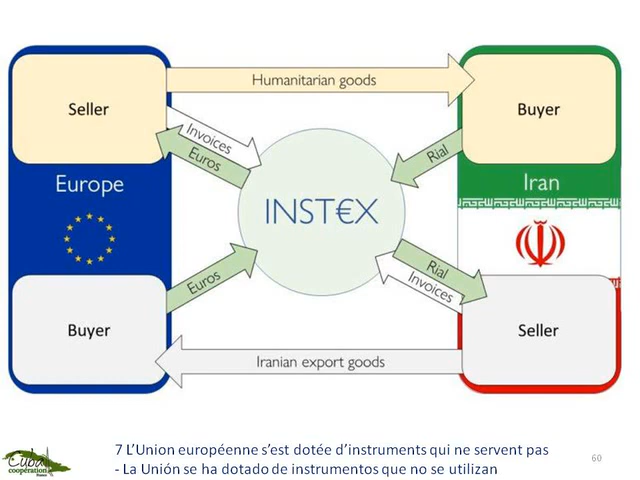 Humanitarian goods
Seller
Buyer
Invoices
Euros
Rial
Europe
Iran
INST€X
Euros
Rial
Invoices
Buyer
Seller
Iranian export goods
7 L’Union européenne s’est dotée d’instruments qui ne servent pas
- La Unión se ha dotado de instrumentos que no se utilizan
60
Cuba
coopération
France